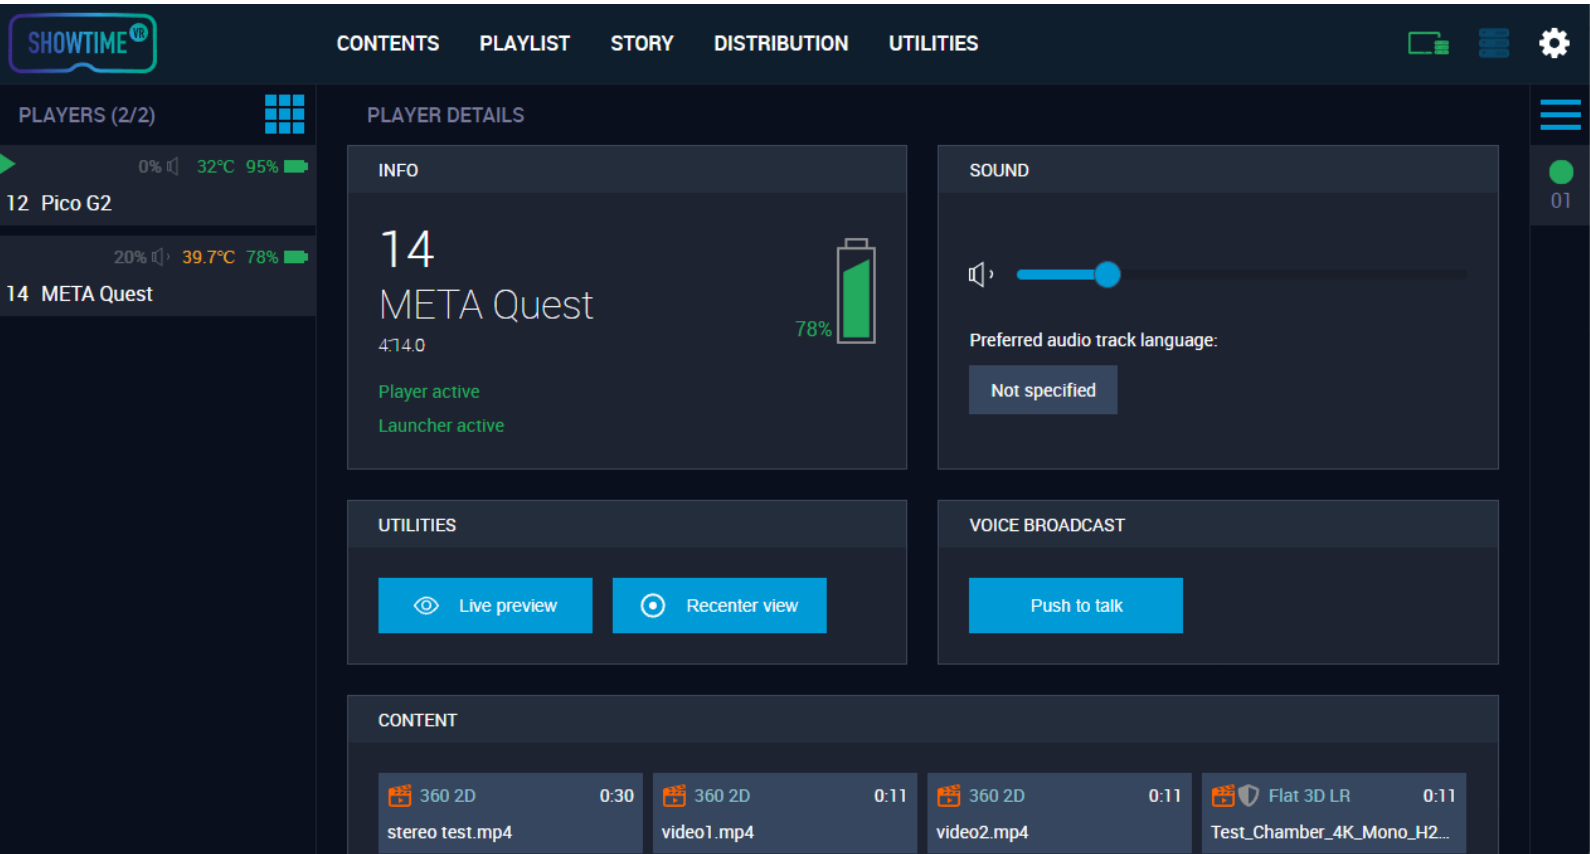 SHOWTIME VR
CONTENTS PLAYLIST STORY DISTRIBUTION UTILITIES
PLAYERS (2/2)
PLAYER DETAILS
0% 32°C 95%
12 Pico G2
20% 39.7°C 78%
14 META Quest
INFO
14
META Quest
4.14.0
78%
Player active
Launcher active
SOUND
Preferred audio track language:
Not specified
01
UTILITIES
Live preview
Recenter view
VOICE BROADCAST
Push to talk
CONTENT
360 2D 0:30
stereo test.mp4
360 2D 0:11
video1.mp4
360 2D 0:11
video2.mp4
Flat 3D LR 0:11
Test_Chamber_4K_Mono_H2...